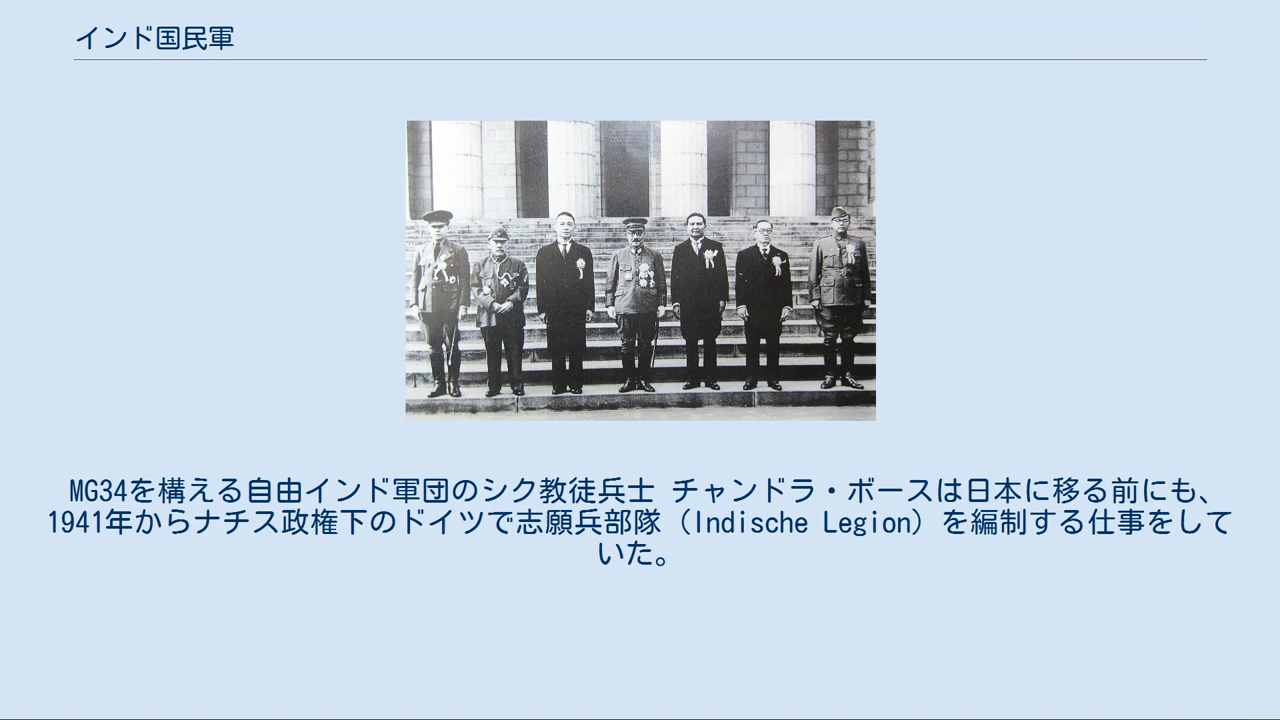 インド国民軍
MG34を構える自由インド軍団のシク教徒兵士 チャンドラ・ボースは日本に移る前にも、
1941年からナチス政権下のドイツで志願兵部隊（Indische Legion）を編制する仕事をして
いた。